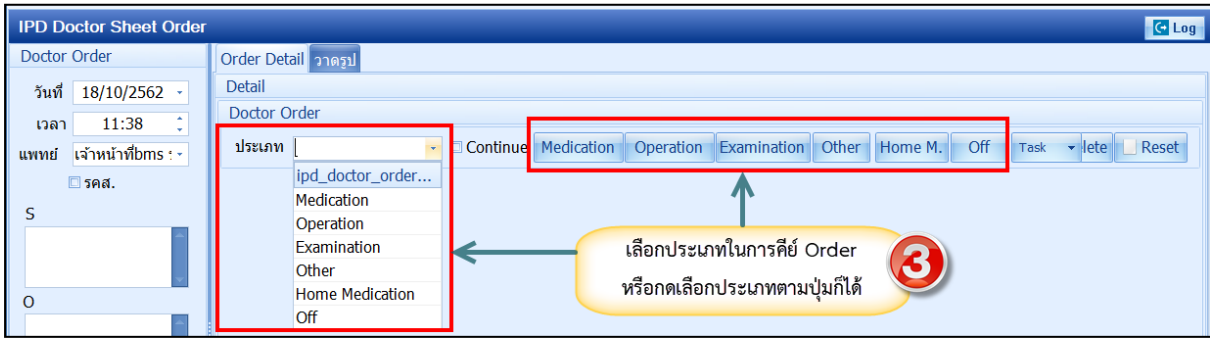 IPD Doctor Sheet Order
Log
Doctor Order
Order Detail วาดรูป
วันที่ 18/10/2562
Detail
เวลา 11:38
Doctor Order
แพทย์ เจ้าหน้าที่bms
ประเภท
Continue Medication Operation Examination Other Home M. Off Task lete Reset
รคส.
ipd_doctor_order...
Medication
Operation
Examination
Other
Home Medication
Off
S
O
เลือกประเภทในการคีย์ Order
หรือกดเลือกประเภทตามปุ่มก็ได้
3